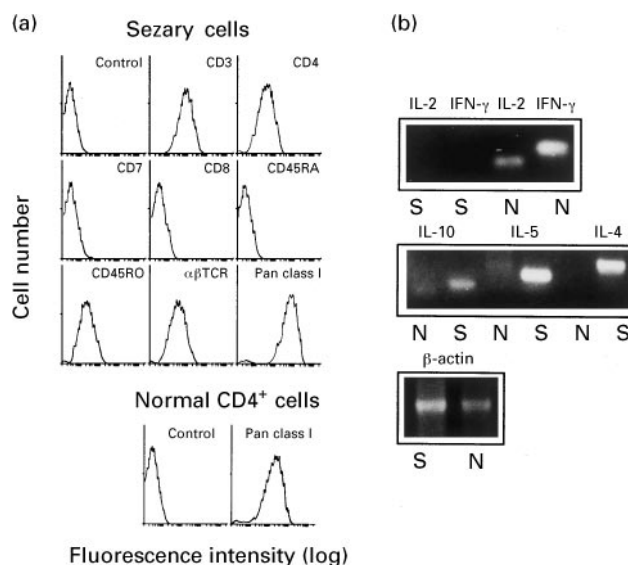 (a)
Sezary cells
Control CD3 CD4
CD7 CD8 CD45RA
CD45RO αβTCR Pan class I
Cell number
Normal CD4⁺ cells
Control Pan class I
Fluorescence intensity (log)
(b)
IL-2 IFN-γ IL-2 IFN-γ
S S N N
IL-10 IL-5 IL-4
N S N S N S
β-actin
S N